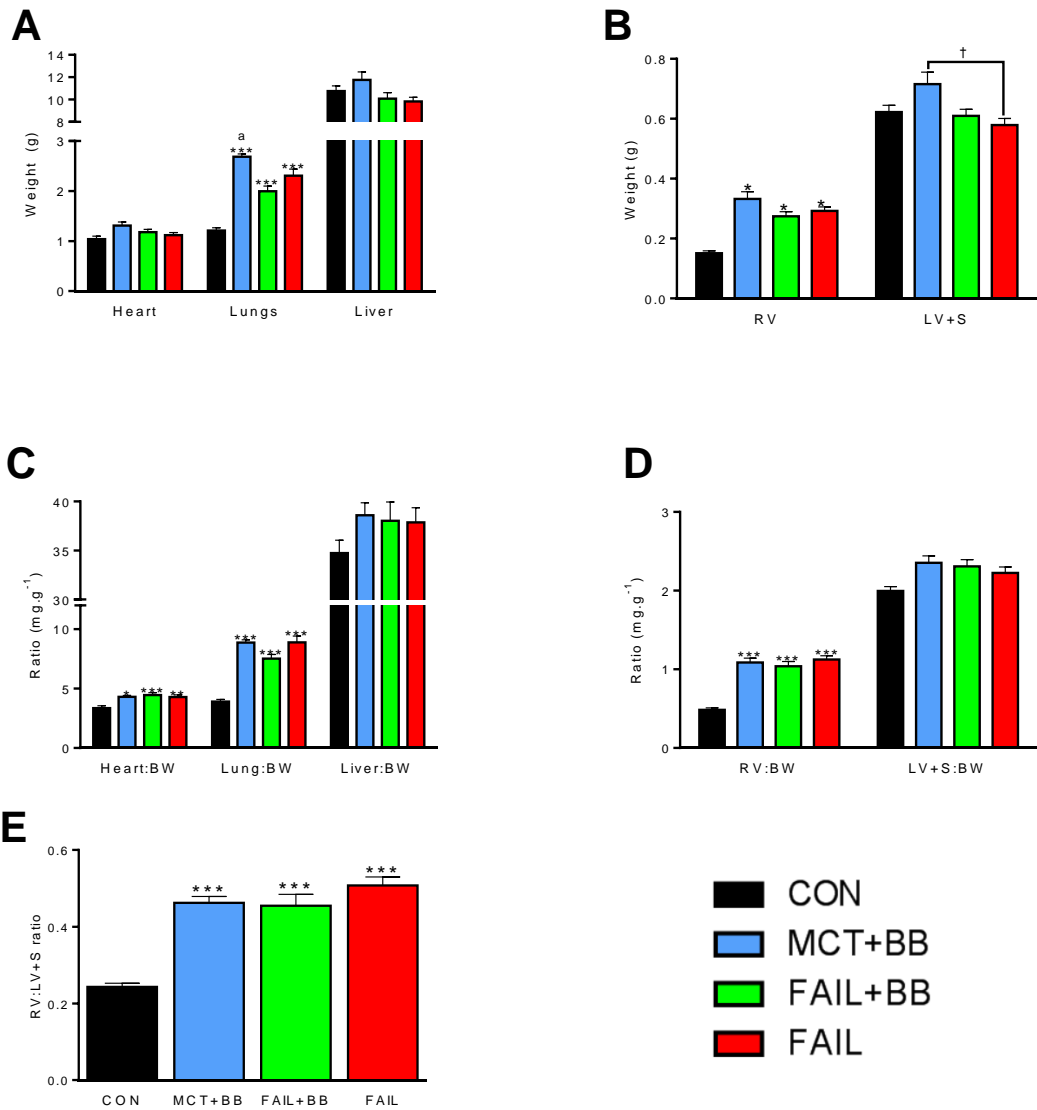 A
Weight (g)
14
12
10
8
3
2
1
0
a
***
***
***
Heart Lungs Liver
B
Weight (g)
0.8
0.6
0.4
0.2
0.0
†
*
*
*
RV LV+S
C
Ratio (mg.g-1)
40
35
30
10
5
0
* *** **
*** *** ***
Heart:BW Lung:BW Liver:BW
D
Ratio (mg.g-1)
3
2
1
0
*** *** ***
RV:BW LV+S:BW
E
RV:LV+S ratio
0.6
0.4
0.2
0.0
*** *** ***
CON MCT+BB FAIL+BB FAIL
CON
MCT+BB
FAIL+BB
FAIL